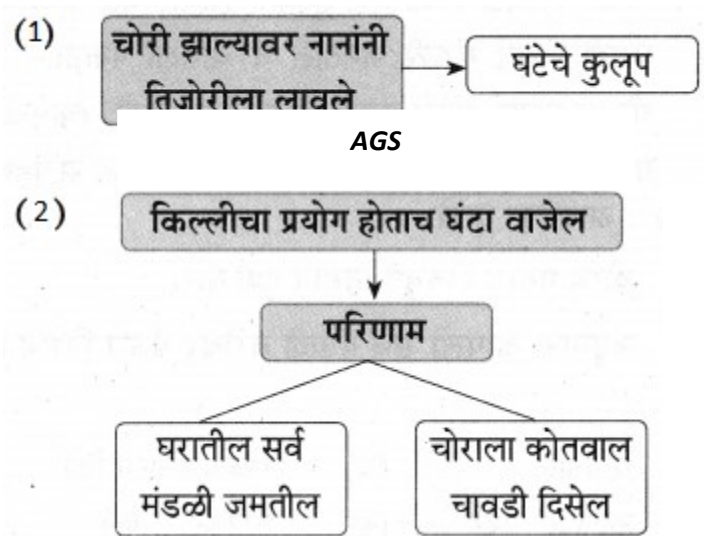 (1)
चोरी झाल्यावर नानांनी
तिजोरीला लावले
घंटेचे कुलूप
AGS
(2)
किल्लीचा प्रयोग होताच घंटा वाजेल
परिणाम
घरातील सर्व
मंडळी जमतील
चोराला कोतवाल
चावडी दिसेल